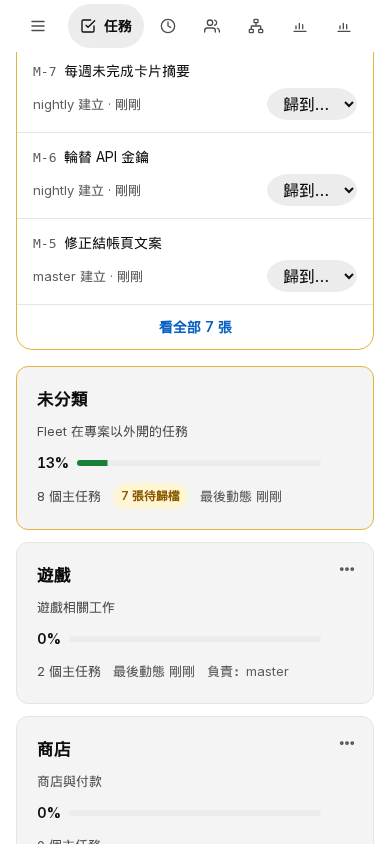 任務
M-7 每週未完成卡片摘要
nightly 建立 · 剛剛
歸到…
M-6 輪替 API 金鑰
nightly 建立 · 剛剛
歸到…
M-5 修正結帳頁文案
master 建立 · 剛剛
歸到…
看全部 7 張
未分類
Fleet 在專案以外開的任務
13%
8 個主任務 7 張待歸檔 最後動態 剛剛
遊戲
遊戲相關工作
0%
2 個主任務 最後動態 剛剛 負責: master
商店
商店與付款
0%